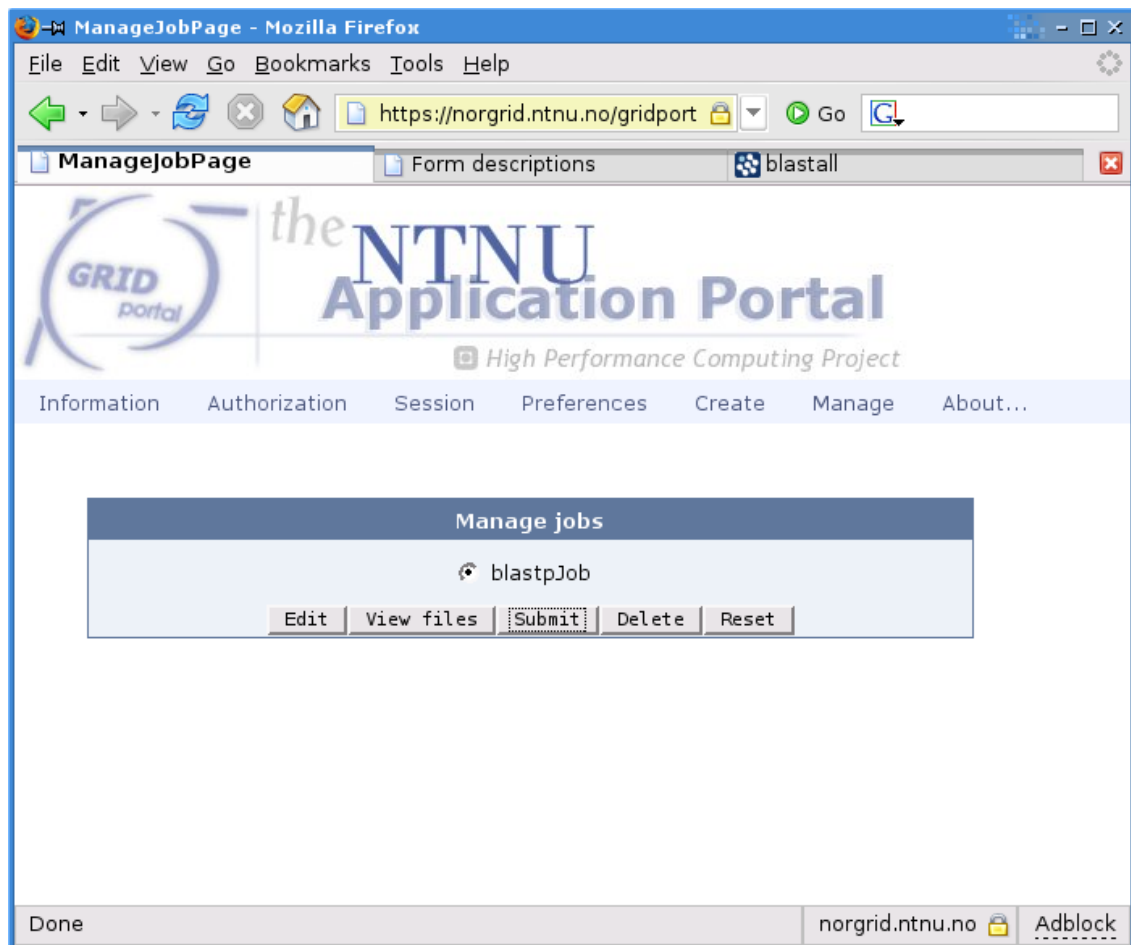 ManageJobPage - Mozilla Firefox
File Edit View Go Bookmarks Tools Help
https://norgrid.ntnu.no/gridport Go G
ManageJobPage Form descriptions blastall
GRID
portal
the NTNU
Application Portal
High Performance Computing Project
Information Authorization Session Preferences Create Manage About...
Manage jobs
blastpJob
Edit View files Submit Delete Reset
Done norgrid.ntnu.no Adblock